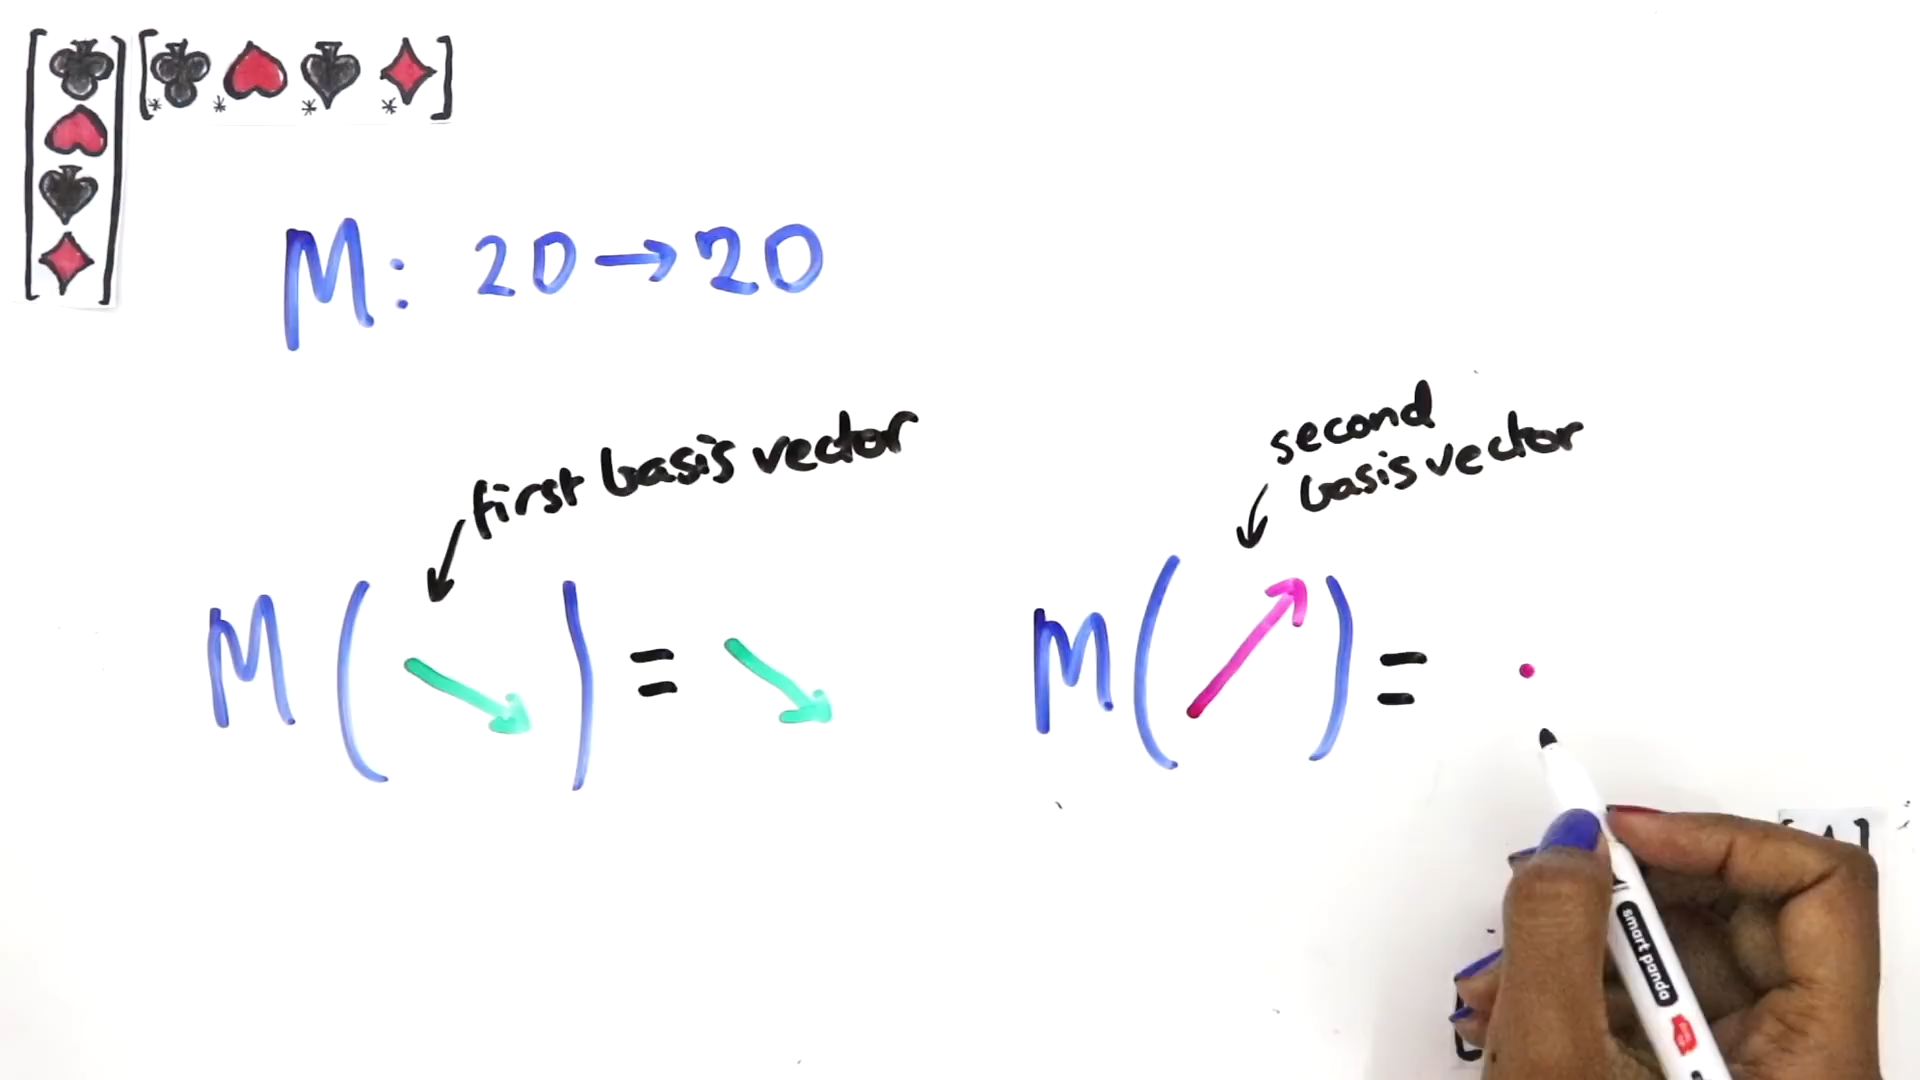 M: 2D → 2D
first basis vector
second
basis vector
M( ) =
M( ) = .
smart panda